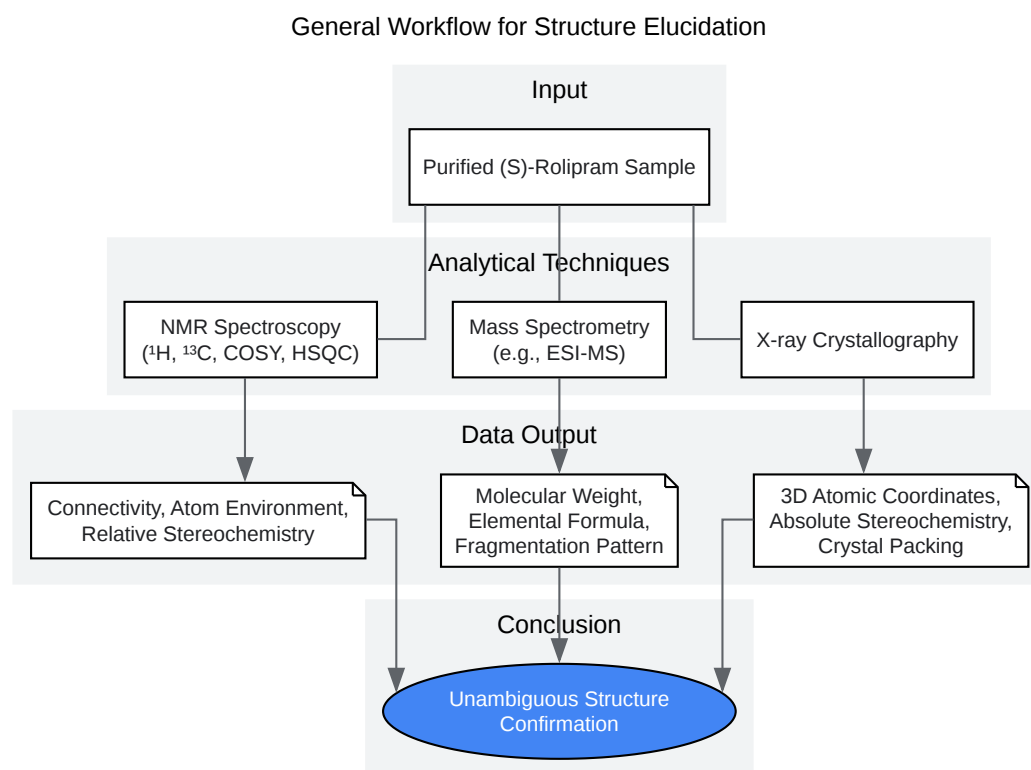 General Workflow for Structure Elucidation
Input
Purified (S)-Rolipram Sample
Analytical Techniques
NMR Spectroscopy
(¹H, ¹³C, COSY, HSQC)
Mass Spectrometry
(e.g., ESI-MS)
X-ray Crystallography
Data Output
Connectivity, Atom Environment,
Relative Stereochemistry
Molecular Weight,
Elemental Formula,
Fragmentation Pattern
3D Atomic Coordinates,
Absolute Stereochemistry,
Crystal Packing
Conclusion
Unambiguous Structure
Confirmation